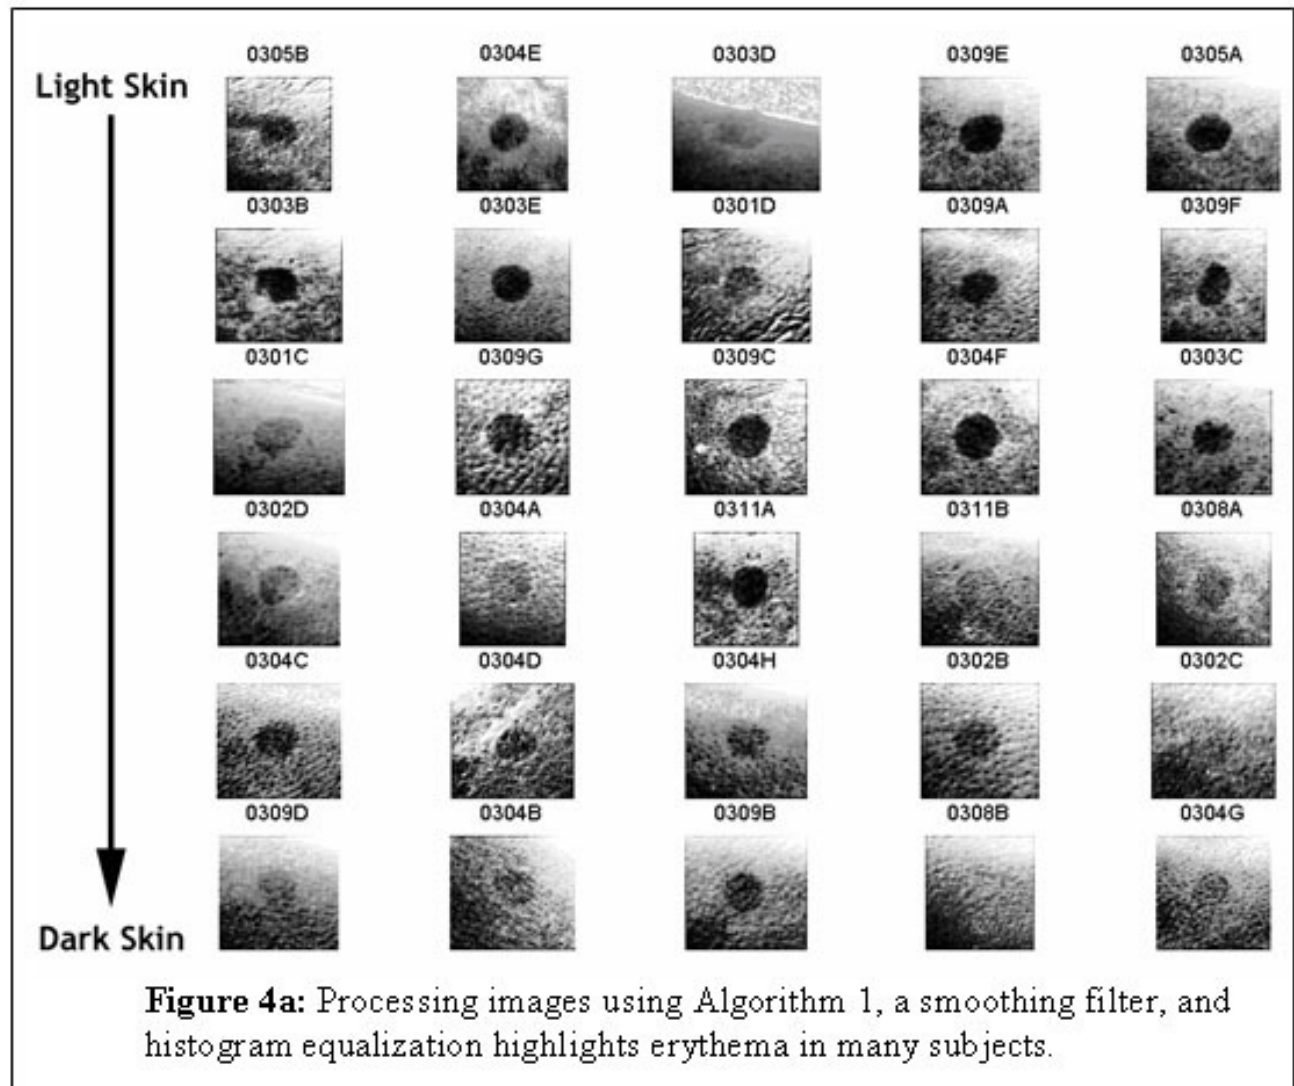 0305B 0304E 0303D 0309E 0305A
Light Skin
0303B 0303E 0301D 0309A 0309F
0301C 0309G 0309C 0304F 0303C
0302D 0304A 0311A 0311B 0308A
0304C 0304D 0304H 0302B 0302C
0309D 0304B 0309B 0308B 0304G
Dark Skin
Figure 4a: Processing images using Algorithm 1, a smoothing filter, and
histogram equalization highlights erythema in many subjects.